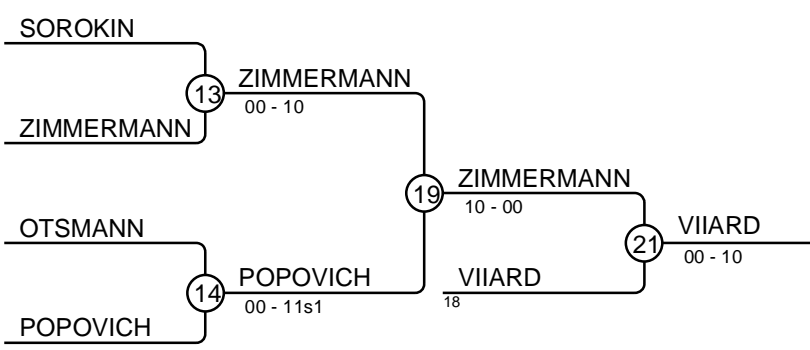 SOROKIN
13
ZIMMERMANN
00 - 10
ZIMMERMANN
19
ZIMMERMANN
10 - 00
OTSMANN
21
VIIARD
00 - 10
14
POPOVICH
00 - 11s1
VIIARD
18
POPOVICH